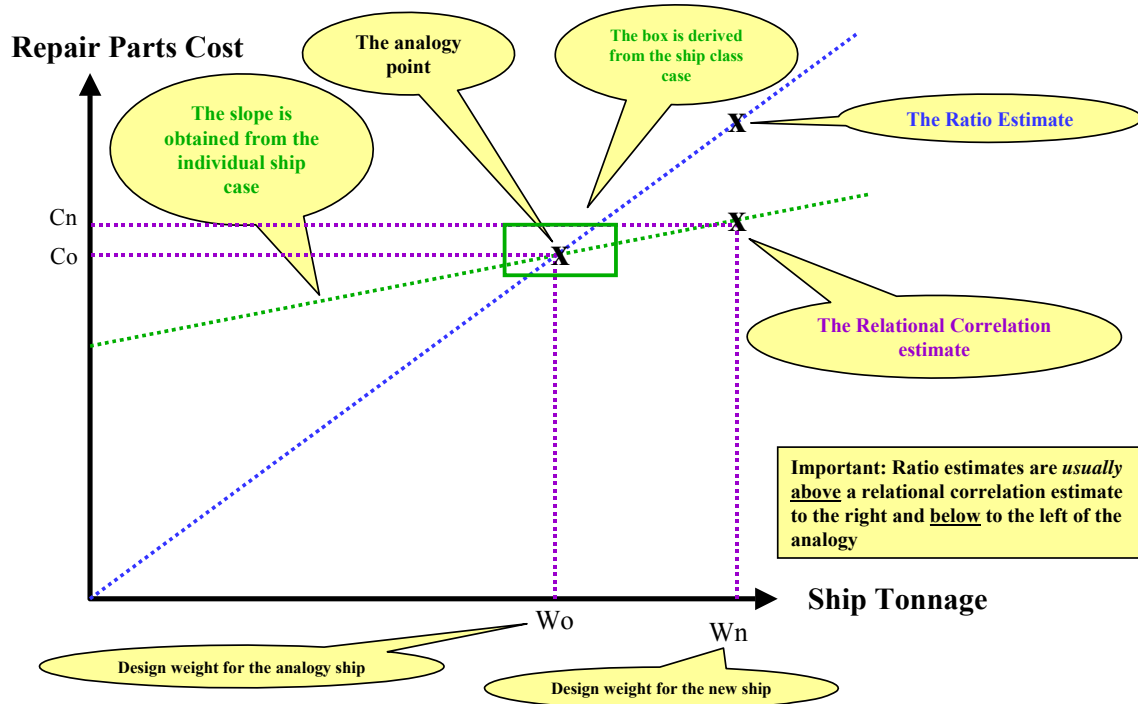 Repair Parts Cost
The analogy
point
The box is derived
from the ship class
case
The slope is
obtained from the
individual ship
case
The Ratio Estimate
Cn
Co
x
x
x
The Relational Correlation
estimate
Important: Ratio estimates are usually
above a relational correlation estimate
to the right and below to the left of the
analogy
Ship Tonnage
Wo
Wn
Design weight for the analogy ship
Design weight for the new ship